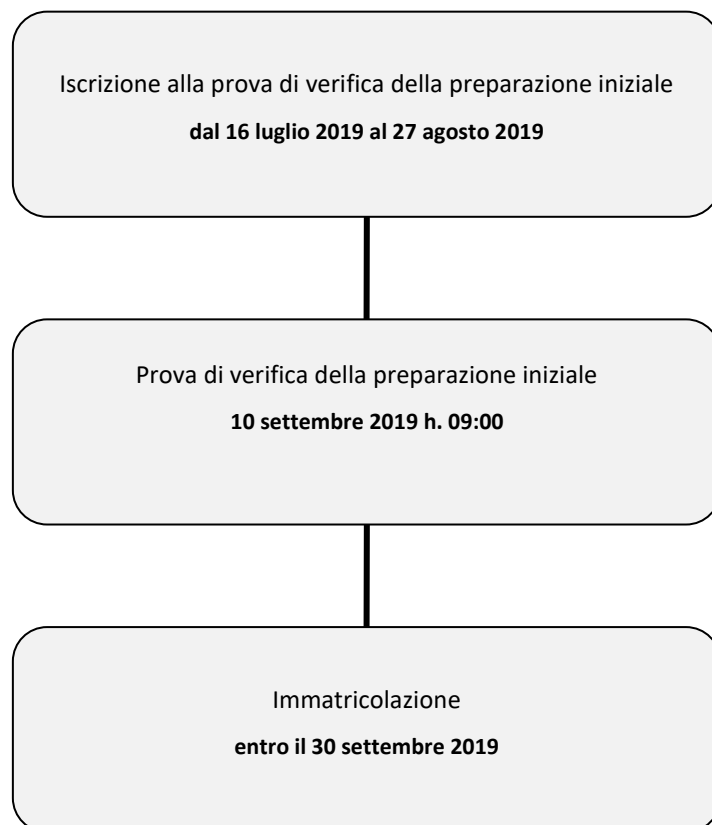 Iscrizione alla prova di verifica della preparazione iniziale
dal 16 luglio 2019 al 27 agosto 2019
Prova di verifica della preparazione iniziale
10 settembre 2019 h. 09:00
Immatricolazione
entro il 30 settembre 2019